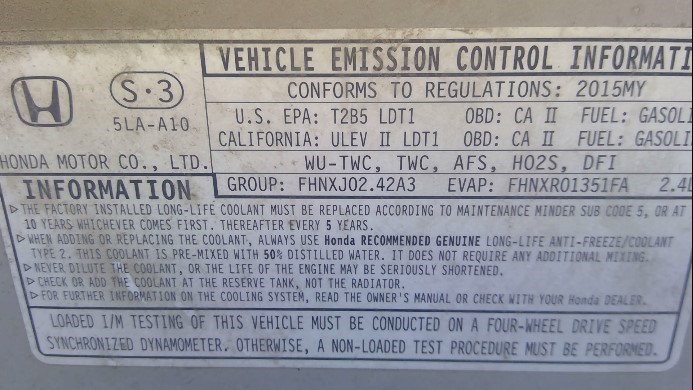 VEHICLE EMISSION CONTROL INFORMATI
S·3
5LA-A10
HONDA MOTOR CO., LTD.
CONFORMS TO REGULATIONS: 2015MY
U.S. EPA: T2B5 LDT1 OBD: CA II FUEL: GASOLI
CALIFORNIA: ULEV II LDT1 OBD: CA II FUEL: GASOLI
WU-TWC, TWC, AFS, HO2S, DFI
GROUP: FHNXJ02.42A3 EVAP: FHNXR01351FA 2.4L
INFORMATION
▷THE FACTORY INSTALLED LONG-LIFE COOLANT MUST BE REPLACED ACCORDING TO MAINTENANCE MINDER SUB CODE 5, OR AT
10 YEARS WHICHEVER COMES FIRST. THEREAFTER EVERY 5 YEARS.
▷WHEN ADDING OR REPLACING THE COOLANT, ALWAYS USE Honda RECOMMENDED GENUINE LONG-LIFE ANTI-FREEZE/COOLANT
TYPE 2. THIS COOLANT IS PRE-MIXED WITH 50% DISTILLED WATER. IT DOES NOT REQUIRE ANY ADDITIONAL MIXING.
▷NEVER DILUTE THE COOLANT, OR THE LIFE OF THE ENGINE MAY BE SERIOUSLY SHORTENED.
▷CHECK OR ADD THE COOLANT AT THE RESERVE TANK, NOT THE RADIATOR.
▷FOR FURTHER INFORMATION ON THE COOLING SYSTEM, READ THE OWNER'S MANUAL OR CHECK WITH YOUR Honda DEALER.
LOADED I/M TESTING OF THIS VEHICLE MUST BE CONDUCTED ON A FOUR-WHEEL DRIVE SPEED
SYNCHRONIZED DYNAMOMETER. OTHERWISE, A NON-LOADED TEST PROCEDURE MUST BE PERFORMED.